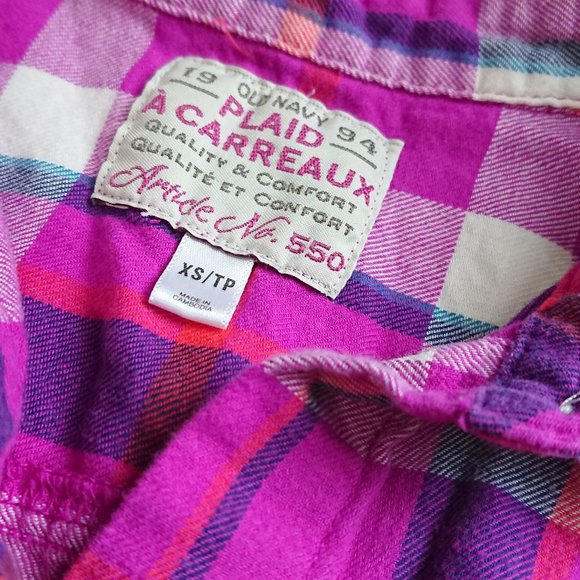 19 OLD NAVY 94
PLAID
À CARREAUX
QUALITY & COMFORT
QUALITÉ ET CONFORT
Article No. 550
XS/TP
MADE IN
CAMBODIA